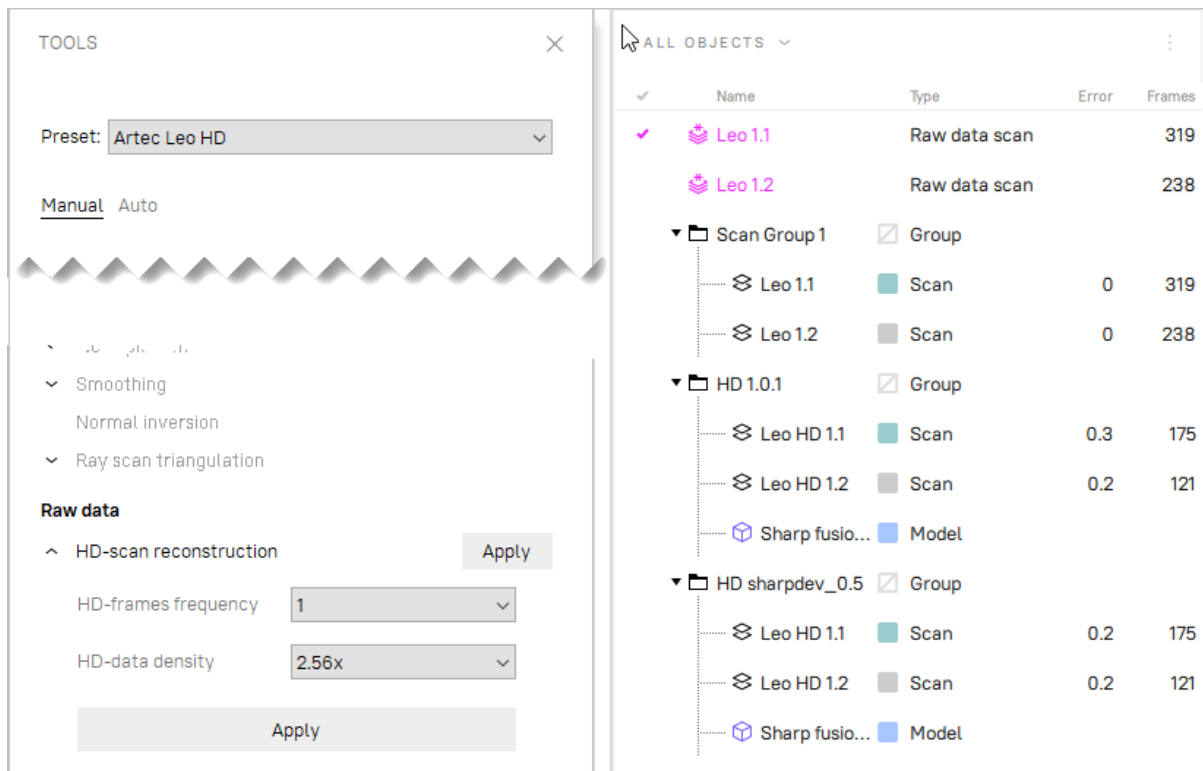 TOOLS
Preset: Artec Leo HD
Manual Auto
Smoothing
Normal inversion
Ray scan triangulation
Raw data
HD-scan reconstruction Apply
HD-frames frequency 1
HD-data density 2.56x
Apply
ALL OBJECTS
Name Type Error Frames
Leo 1.1 Raw data scan 319
Leo 1.2 Raw data scan 238
Scan Group 1 Group
Leo 1.1 Scan 0 319
Leo 1.2 Scan 0 238
HD 1.0.1 Group
Leo HD 1.1 Scan 0.3 175
Leo HD 1.2 Scan 0.2 121
Sharp fusio... Model
HD sharpdev_0.5 Group
Leo HD 1.1 Scan 0.2 175
Leo HD 1.2 Scan 0.2 121
Sharp fusio... Model